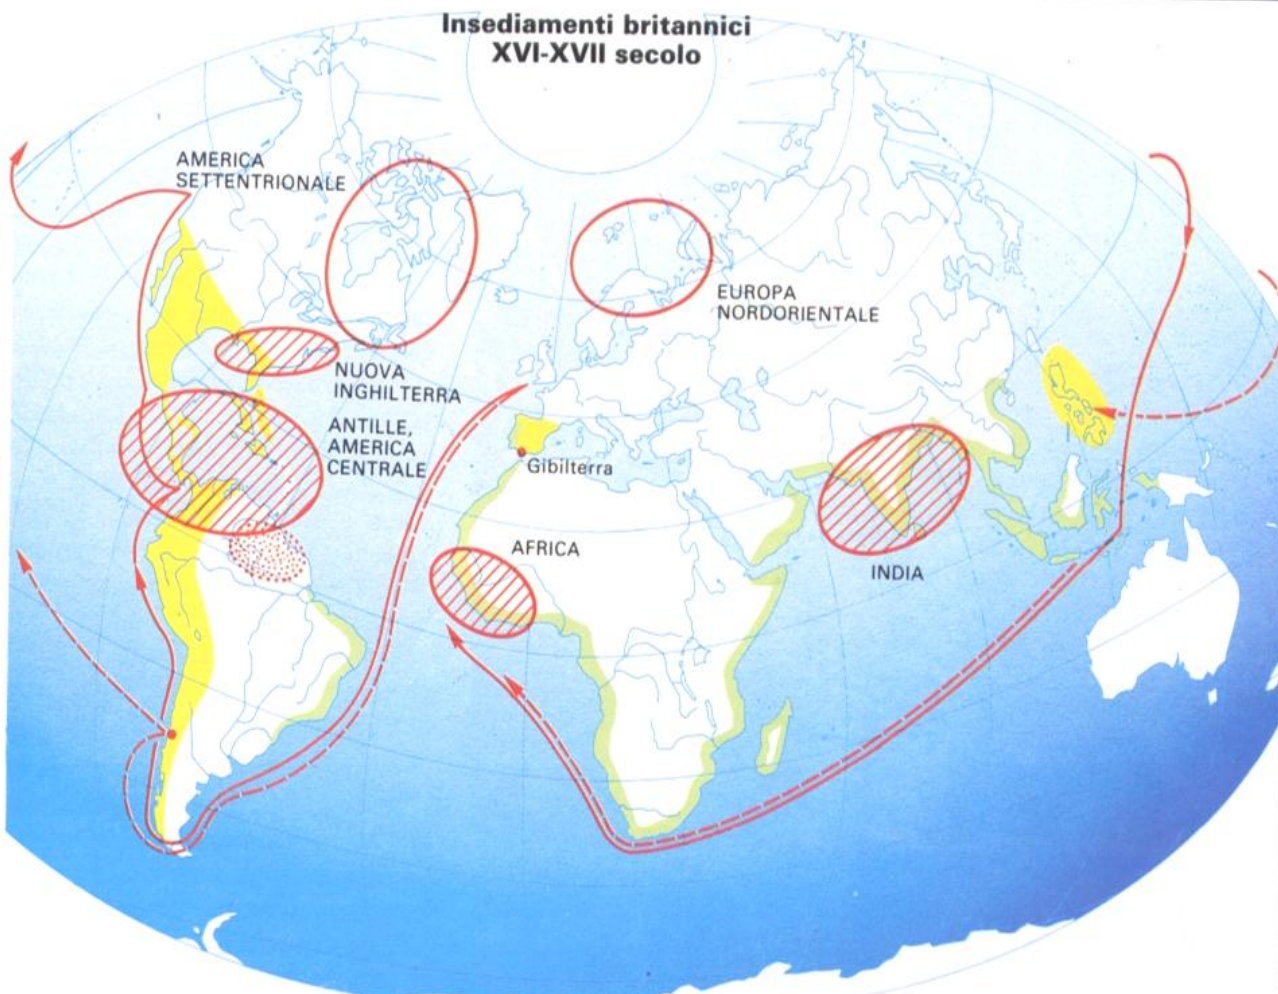 Insediamenti britannici
XVI-XVII secolo
AMERICA
SETTENTRIONALE
EUROPA
NORDORIENTALE
NUOVA
INGHILTERRA
ANTILLE,
AMERICA
CENTRALE
Gibilterra
AFRICA
INDIA